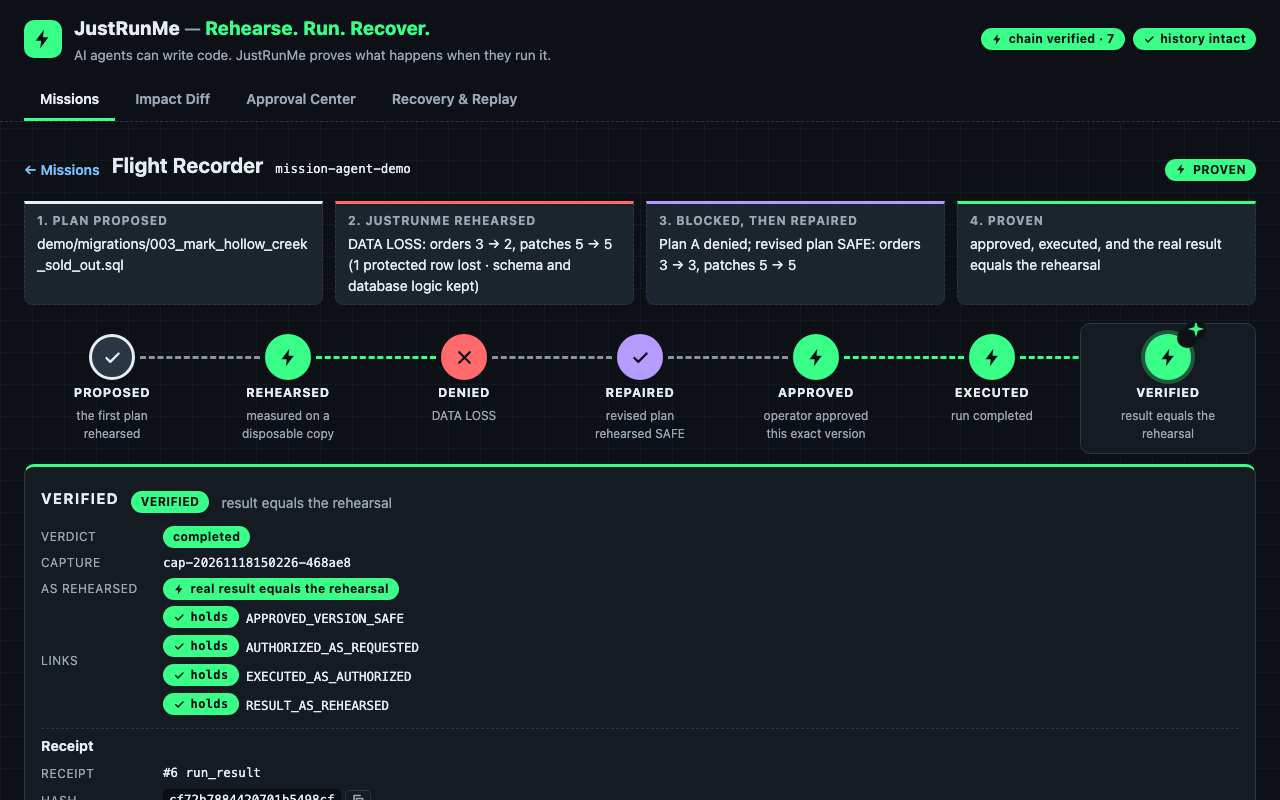 JustRunMe — Rehearse. Run. Recover.
AI agents can write code. JustRunMe proves what happens when they run it.
chain verified · 7
history intact
Missions
Impact Diff
Approval Center
Recovery & Replay
← Missions
Flight Recorder
mission-agent-demo
PROVEN
1. PLAN PROPOSED
demo/migrations/003_mark_hollow_creek
_sold_out.sql
2. JUSTRUNME REHEARSED
DATA LOSS: orders 3 → 2, patches 5 → 5
(1 protected row lost · schema and
database logic kept)
3. BLOCKED, THEN REPAIRED
Plan A denied; revised plan SAFE: orders
3 → 3, patches 5 → 5
4. PROVEN
approved, executed, and the real result
equals the rehearsal
PROPOSED
the first plan
rehearsed
REHEARSED
measured on a
disposable copy
DENIED
DATA LOSS
REPAIRED
revised plan
rehearsed SAFE
APPROVED
operator approved
this exact version
EXECUTED
run completed
VERIFIED
result equals the
rehearsal
VERIFIED VERIFIED result equals the rehearsal
VERDICT completed
CAPTURE cap-20261118150226-468ae8
AS REHEARSED real result equals the rehearsal
LINKS
holds APPROVED_VERSION_SAFE
holds AUTHORIZED_AS_REQUESTED
holds EXECUTED_AS_AUTHORIZED
holds RESULT_AS_REHEARSED
Receipt
RECEIPT #6 run_result
HASH